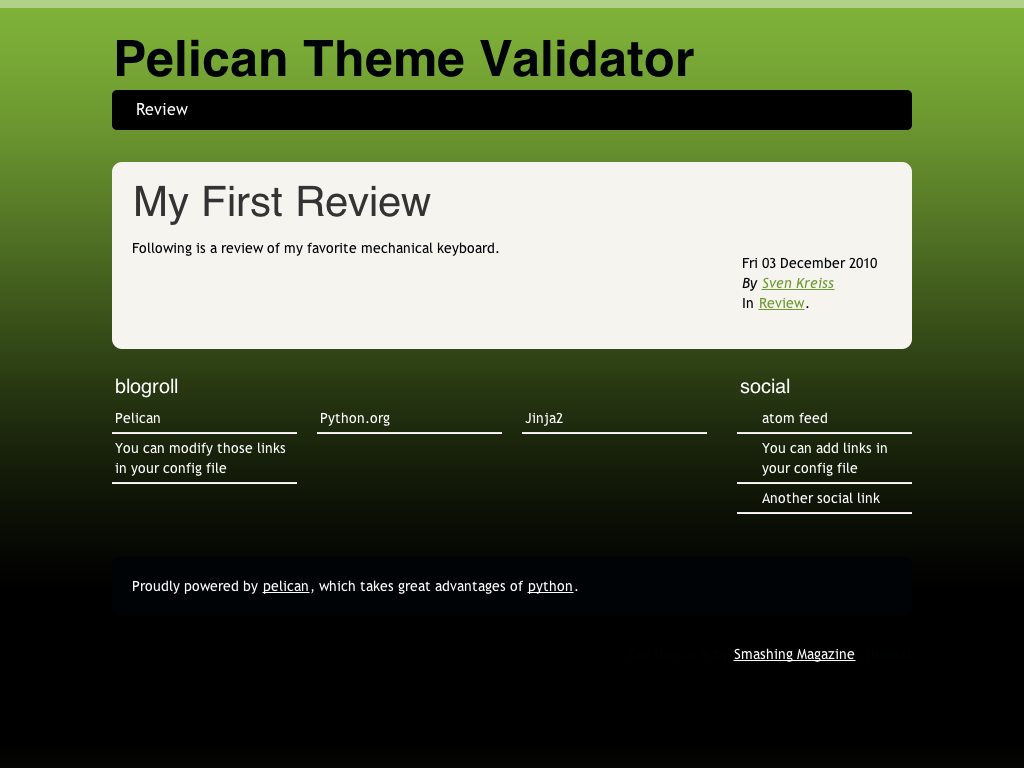 Pelican Theme Validator
Review
My First Review
Following is a review of my favorite mechanical keyboard.
Fri 03 December 2010
By Sven Kreiss
In Review.
blogroll
Pelican
Python.org
Jinja2
You can modify those links
in your config file
social
atom feed
You can add links in
your config file
Another social link
Proudly powered by pelican, which takes great advantages of python.
Smashing Magazine